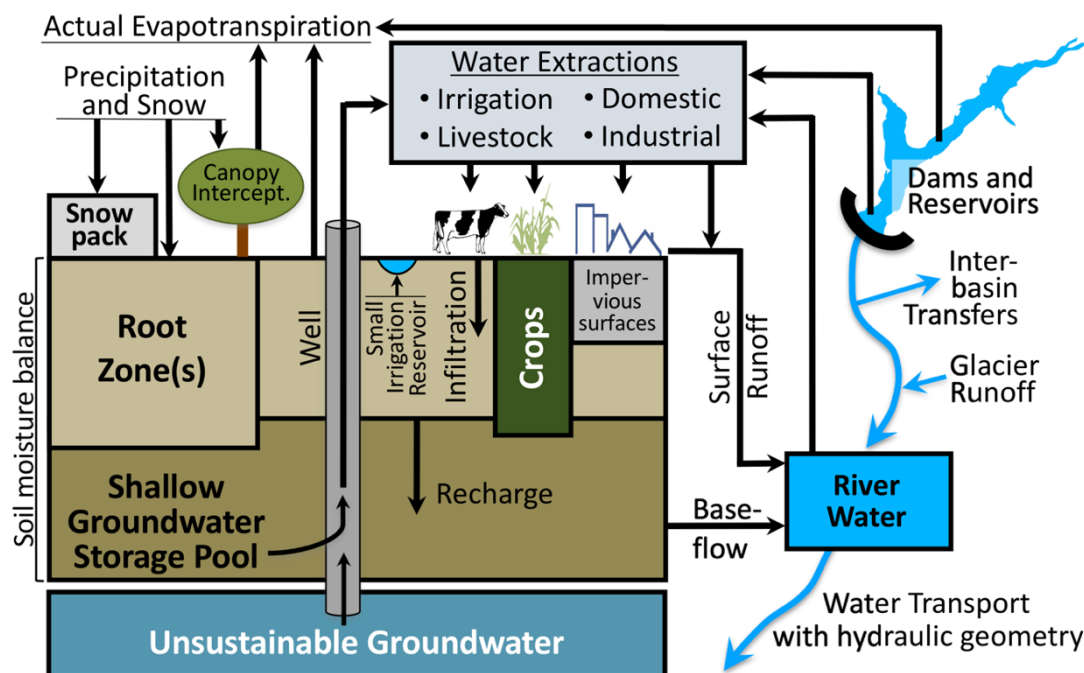 Actual Evapotranspiration
Precipitation
and Snow
Water Extractions
• Irrigation
• Domestic
• Livestock
• Industrial
Canopy
Intercept.
Snow
pack
Dams and
Reservoirs
Inter-
basin
Transfers
Glacier
Runoff
Soil moisture balance
Root
Zone(s)
Well
Small
Irrigation
Reservoir
Infiltration
Crops
Imper-
vious
surfaces
Surface
Runoff
Shallow
Groundwater
Storage Pool
Recharge
Base-
flow
River
Water
Unsustainable Groundwater
Water Transport
with hydraulic geometry